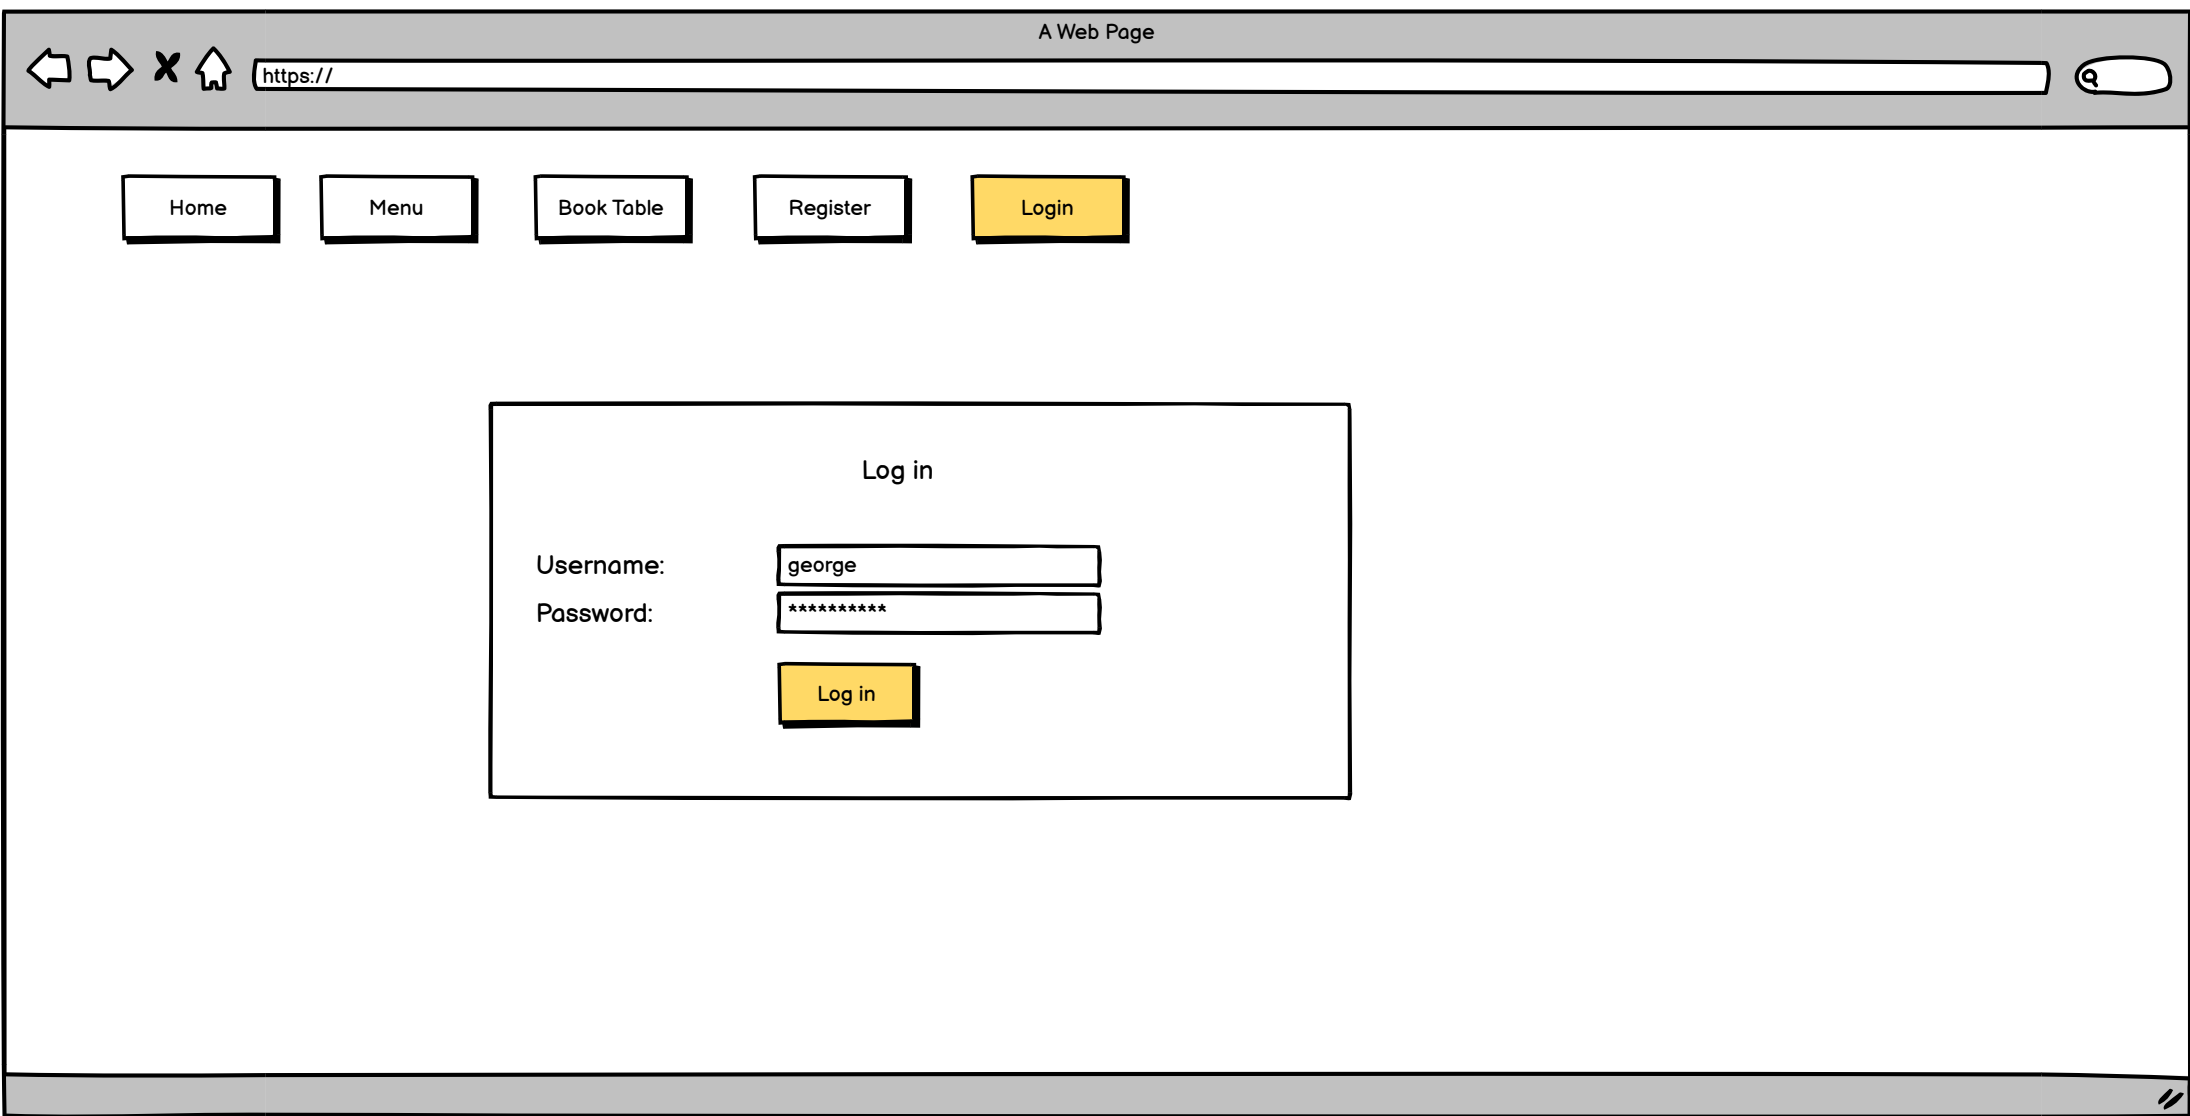 A Web Page
https://
Home Menu Book Table Register Login
Log in
Username: george
Password: **********
Log in